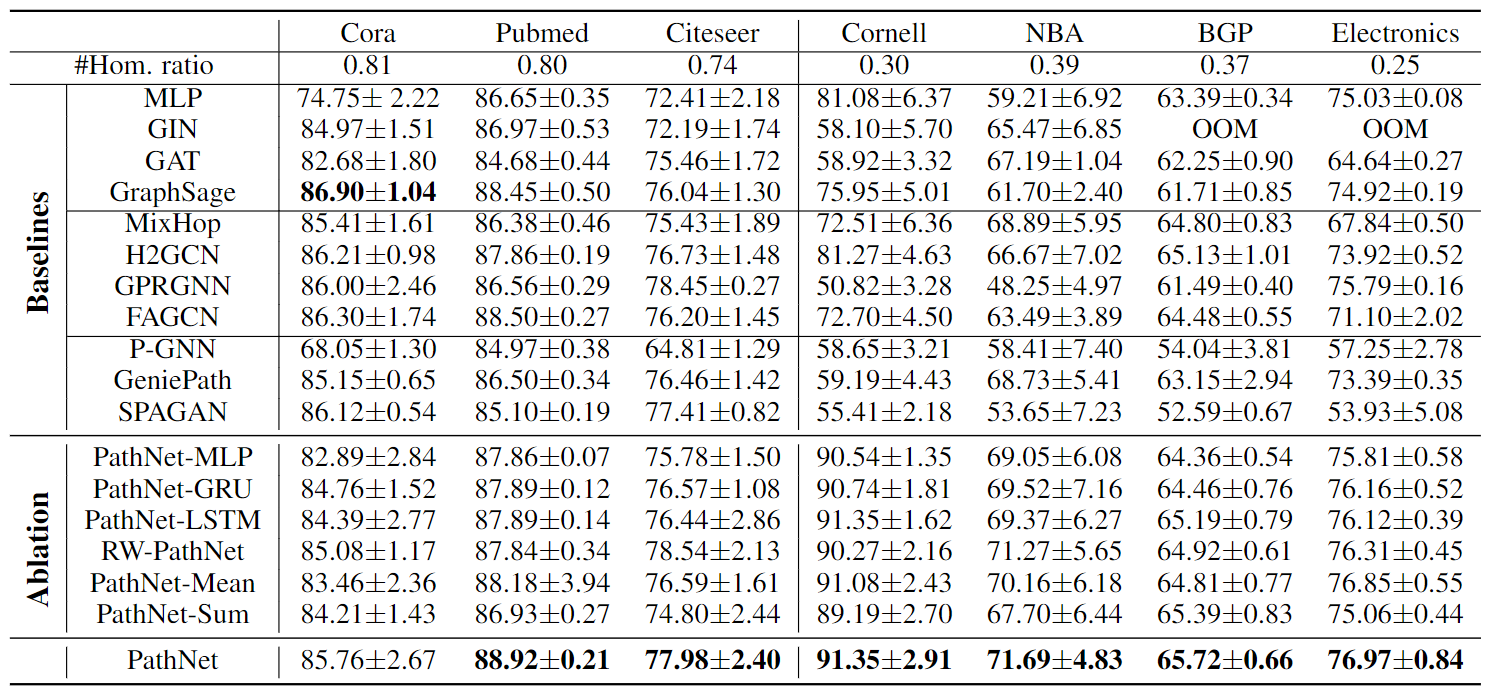 Cora Pubmed Citeseer Cornell NBA BGP Electronics
#Hom. ratio 0.81 0.80 0.74 0.30 0.39 0.37 0.25
Baselines
MLP 74.75± 2.22 86.65±0.35 72.41±2.18 81.08±6.37 59.21±6.92 63.39±0.34 75.03±0.08
GIN 84.97±1.51 86.97±0.53 72.19±1.74 58.10±5.70 65.47±6.85 OOM OOM
GAT 82.68±1.80 84.68±0.44 75.46±1.72 58.92±3.32 67.19±1.04 62.25±0.90 64.64±0.27
GraphSage 86.90±1.04 88.45±0.50 76.04±1.30 75.95±5.01 61.70±2.40 61.71±0.85 74.92±0.19
MixHop 85.41±1.61 86.38±0.46 75.43±1.89 72.51±6.36 68.89±5.95 64.80±0.83 67.84±0.50
H2GCN 86.21±0.98 87.86±0.19 76.73±1.48 81.27±4.63 66.67±7.02 65.13±1.01 73.92±0.52
GPRGNN 86.00±2.46 86.56±0.29 78.45±0.27 50.82±3.28 48.25±4.97 61.49±0.40 75.79±0.16
FAGCN 86.30±1.74 88.50±0.27 76.20±1.45 72.70±4.50 63.49±3.89 64.48±0.55 71.10±2.02
P-GNN 68.05±1.30 84.97±0.38 64.81±1.29 58.65±3.21 58.41±7.40 54.04±3.81 57.25±2.78
GeniePath 85.15±0.65 86.50±0.34 76.46±1.42 59.19±4.43 68.73±5.41 63.15±2.94 73.39±0.35
SPAGAN 86.12±0.54 85.10±0.19 77.41±0.82 55.41±2.18 53.65±7.23 52.59±0.67 53.93±5.08
Ablation
PathNet-MLP 82.89±2.84 87.86±0.07 75.78±1.50 90.54±1.35 69.05±6.08 64.36±0.54 75.81±0.58
PathNet-GRU 84.76±1.52 87.89±0.12 76.57±1.08 90.74±1.81 69.52±7.16 64.46±0.76 76.16±0.52
PathNet-LSTM 84.39±2.77 87.89±0.14 76.44±2.86 91.35±1.62 69.37±6.27 65.19±0.79 76.12±0.39
RW-PathNet 85.08±1.17 87.84±0.34 78.54±2.13 90.27±2.16 71.27±5.65 64.92±0.61 76.31±0.45
PathNet-Mean 83.46±2.36 88.18±3.94 76.59±1.61 91.08±2.43 70.16±6.18 64.81±0.77 76.85±0.55
PathNet-Sum 84.21±1.43 86.93±0.27 74.80±2.44 89.19±2.70 67.70±6.44 65.39±0.83 75.06±0.44
PathNet 85.76±2.67 88.92±0.21 77.98±2.40 91.35±2.91 71.69±4.83 65.72±0.66 76.97±0.84